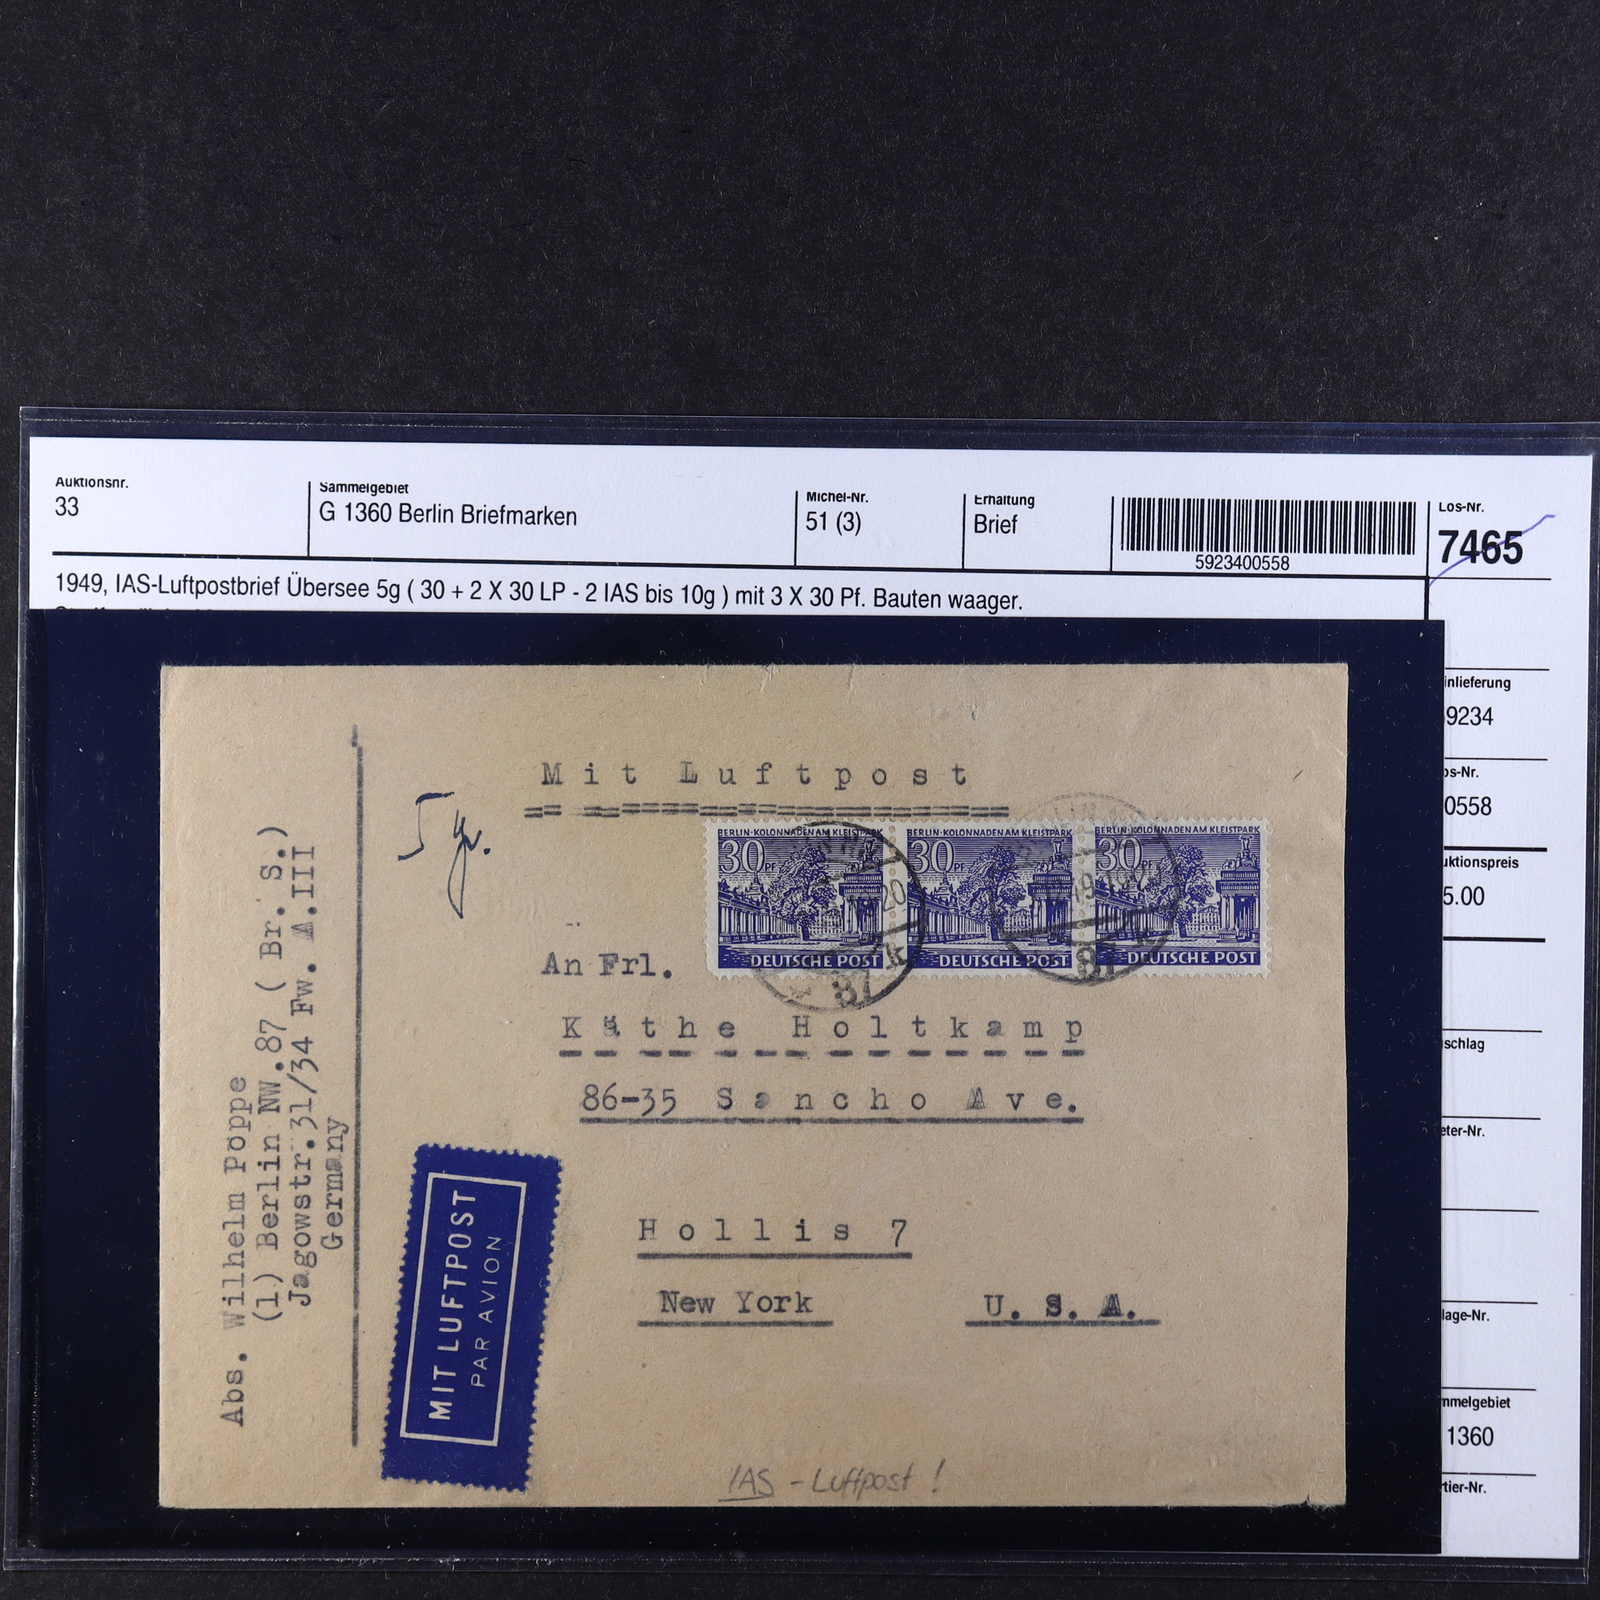 Auktionsnr.
33
Sammelgebiet
G 1360 Berlin Briefmarken
Michel-Nr.
51 (3)
Erhaltung
Brief
5923400558
Los-Nr.
7465
1949, IAS-Luftpostbrief Übersee 5g ( 30 + 2 X 30 LP - 2 IAS bis 10g ) mit 3 X 30 Pf. Bauten waager.
inlieferung
9234
os-Nr.
0558
uktionspreis
5.00
schlag
eter-Nr.
lage-Nr.
mmelgebiet
1360
rtier-Nr.
Mit Luftpost
5 gr.
BERLIN·KOLONNADEN AM KLEISTPARK
30 PF
DEUTSCHE POST
BERLIN·KOLONNADEN AM KLEISTPARK
30 PF
DEUTSCHE POST
BERLIN·KOLONNADEN AM KLEISTPARK
30 PF
DEUTSCHE POST
87
An Frl.
Käthe Holtkamp
86-35 Sancho Ave.
Hollis 7
New York U. S. A.
Abs. Wilhelm Poppe
(1) Berlin NW.87 ( Br. S.)
Jagowstr.31/34 Fw. A.III
Germany
MIT LUFTPOST
PAR AVION
IAS - Luftpost !